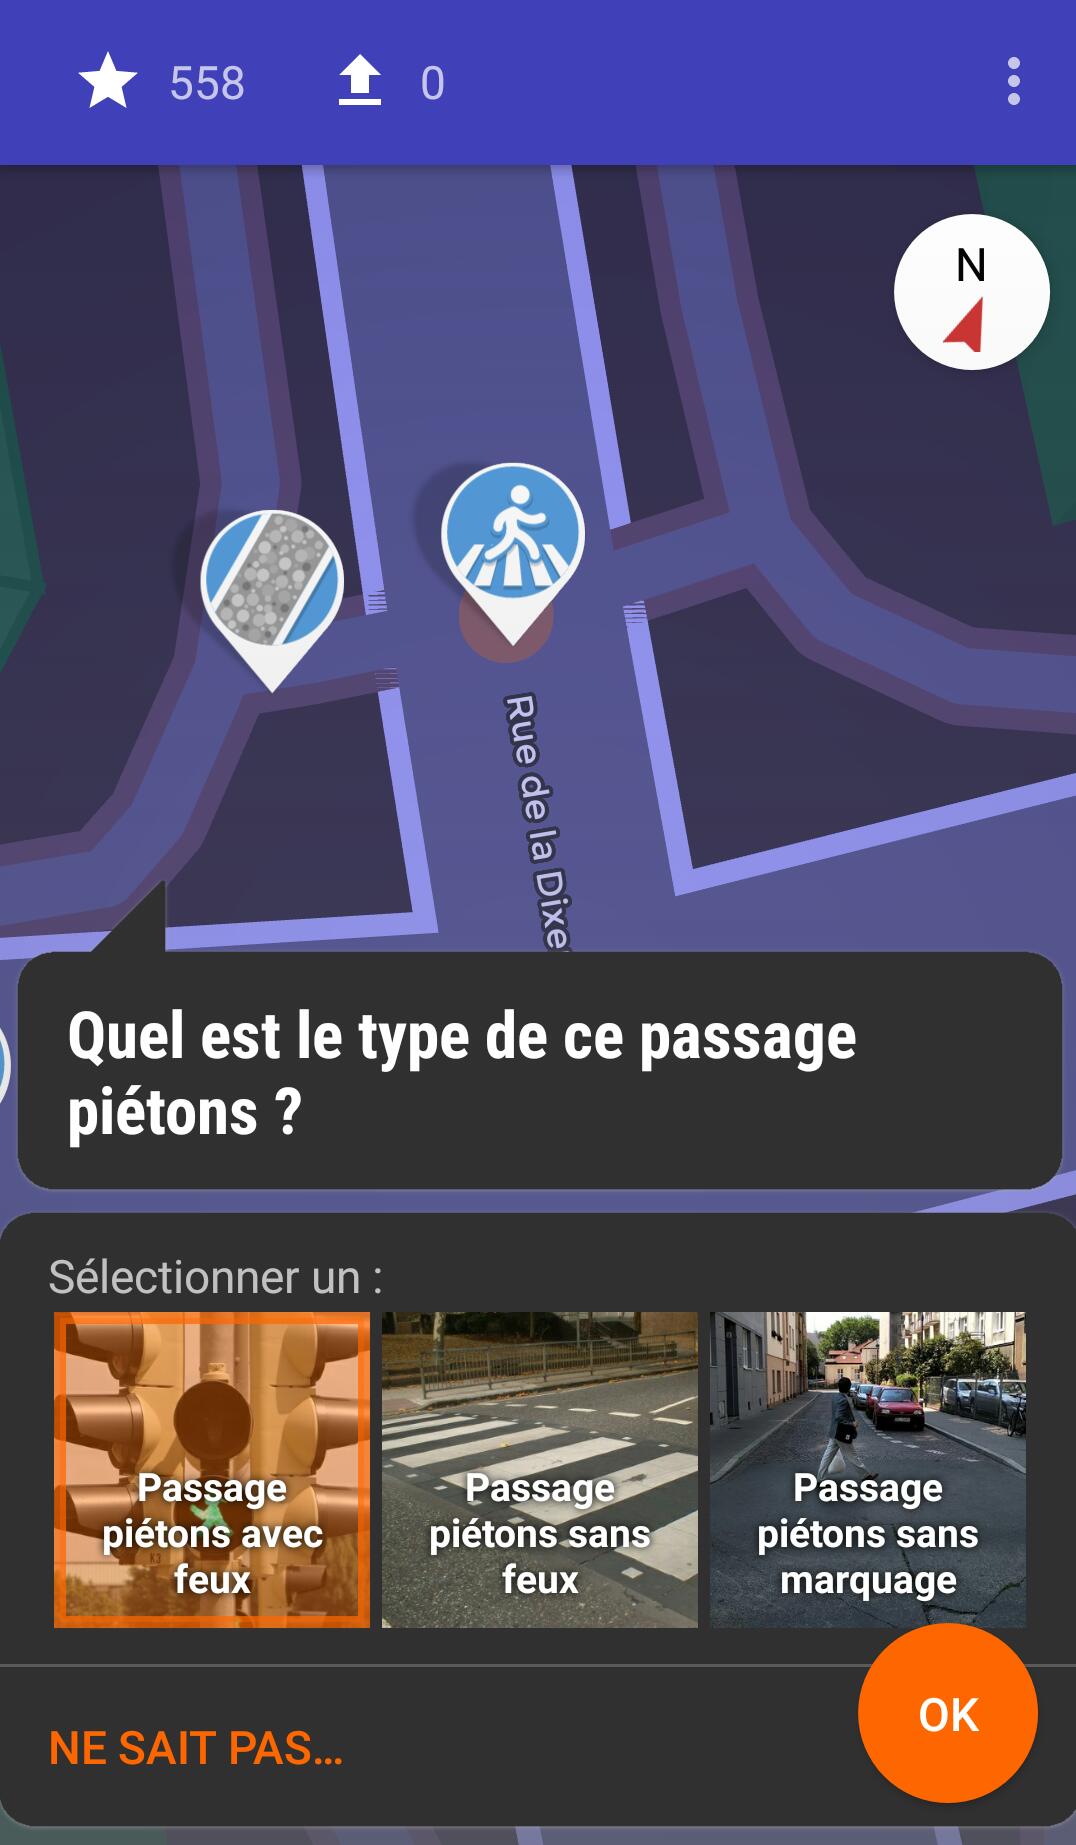 558
0
N
Rue de la Dixe
Quel est le type de ce passage
piétons ?
Sélectionner un :
Passage
piétons avec
feux
Passage
piétons sans
feux
Passage
piétons sans
marquage
NE SAIT PAS...
OK